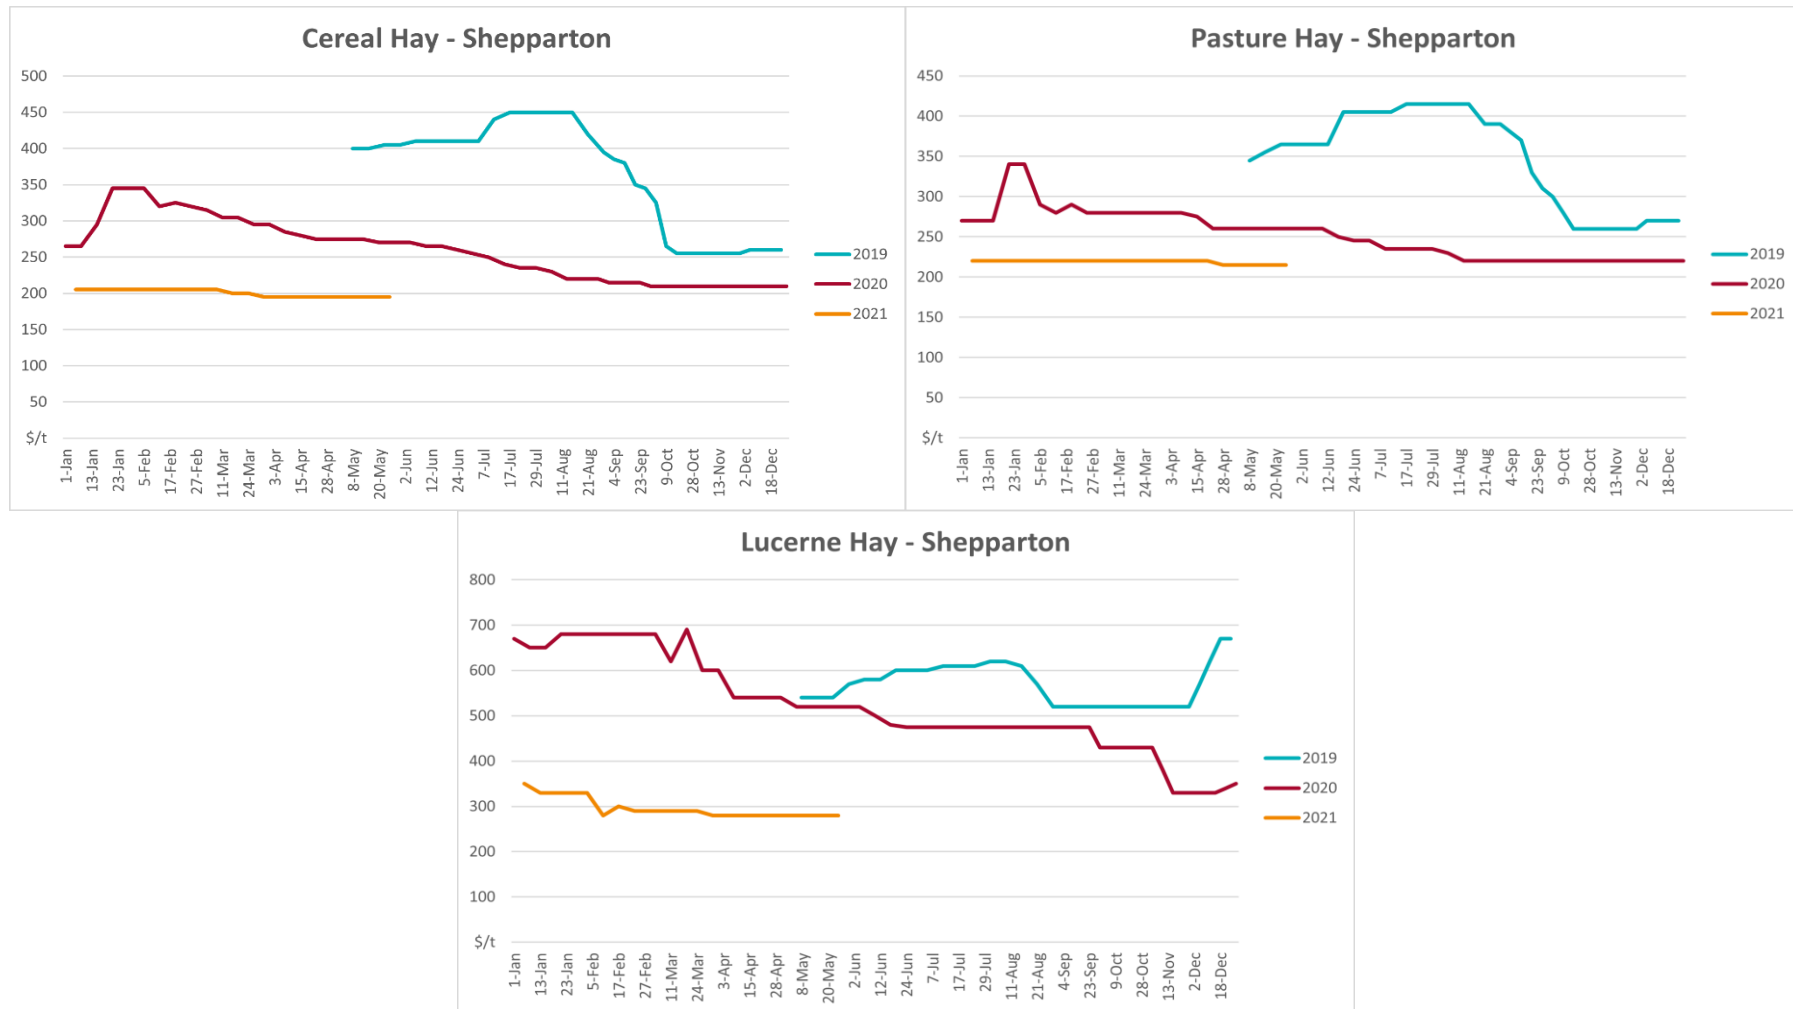 Cereal Hay - Shepparton
500
450
400
350
300
250
200
150
100
50
$/t
1-Jan
13-Jan
23-Jan
5-Feb
17-Feb
27-Feb
11-Mar
24-Mar
3-Apr
15-Apr
28-Apr
8-May
20-May
2-Jun
12-Jun
24-Jun
7-Jul
17-Jul
29-Jul
11-Aug
21-Aug
4-Sep
23-Sep
9-Oct
28-Oct
13-Nov
2-Dec
18-Dec
2019
2020
2021
Pasture Hay - Shepparton
450
400
350
300
250
200
150
100
50
$/t
1-Jan
13-Jan
23-Jan
5-Feb
17-Feb
27-Feb
11-Mar
24-Mar
3-Apr
15-Apr
28-Apr
8-May
20-May
2-Jun
12-Jun
24-Jun
7-Jul
17-Jul
29-Jul
11-Aug
21-Aug
4-Sep
23-Sep
9-Oct
28-Oct
13-Nov
2-Dec
18-Dec
2019
2020
2021
Lucerne Hay - Shepparton
800
700
600
500
400
300
200
100
$/t
1-Jan
13-Jan
23-Jan
5-Feb
17-Feb
27-Feb
11-Mar
24-Mar
3-Apr
15-Apr
28-Apr
8-May
20-May
2-Jun
12-Jun
24-Jun
7-Jul
17-Jul
29-Jul
11-Aug
21-Aug
4-Sep
23-Sep
9-Oct
28-Oct
13-Nov
2-Dec
18-Dec
2019
2020
2021